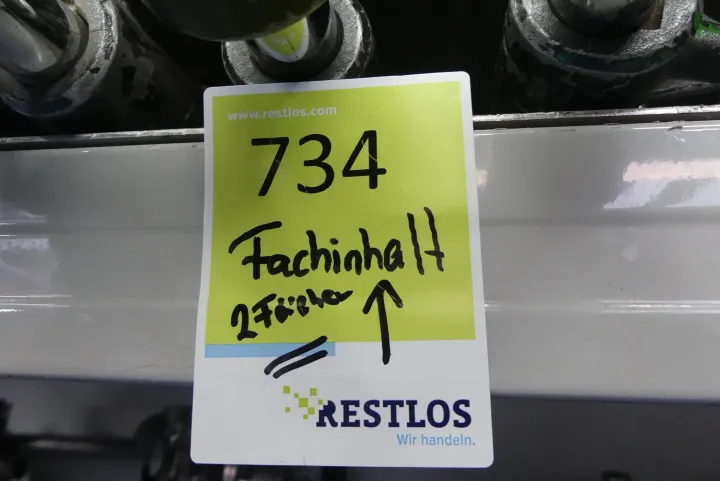 www.restlos.com
734
Fachinhalt
2 Fächer
RESTLOS
Wir handeln.